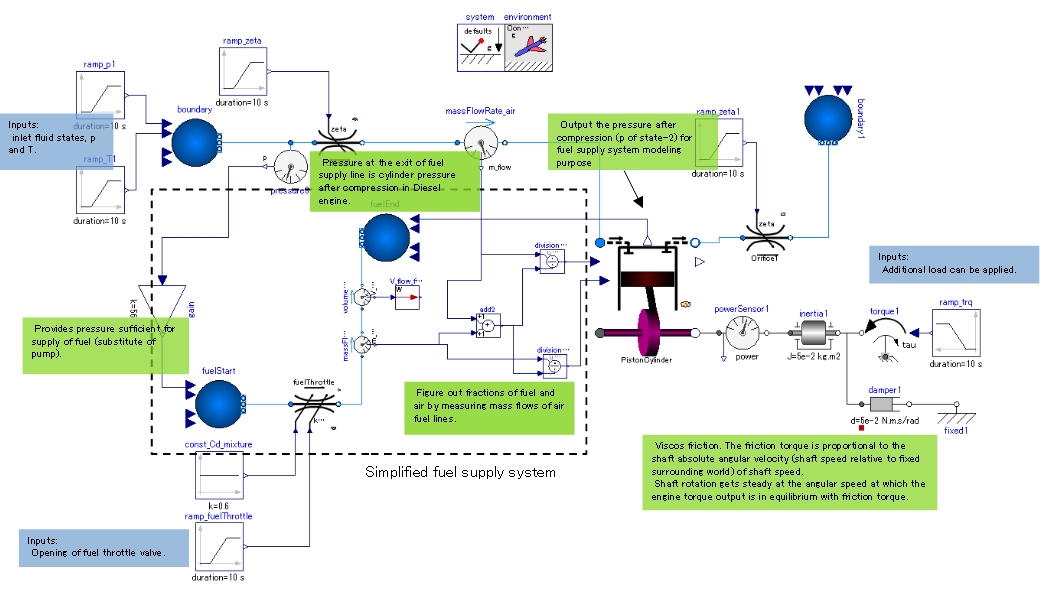 system
environment
defaults
g
ramp_zeta
duration=10 s
ramp_p1
duration=10 s
boundary
Inputs:
inlet fluid states, p
and T.
ramp_T1
duration=10 s
zeta
p
massFlowRate_air
m_flow
Pressure at the exit of fuel
supply line is cylinder pressure
after compression in Diesel
engine.
Output the pressure after
compression (p of state-2) for
fuel supply system modeling
purpose
ramp_zeta1
duration=10 s
boundary1
zeta
Orifice1
fuelEnd
division···
volume···
V_flow_f···
add2
+1
massFl···
division···
gain
Provides pressure sufficient for
supply of fuel (substitute of
pump).
fuelStart
fuelThrottle
k···
Figure out fractions of fuel and
air by measuring mass flows of air
fuel lines.
Simplified fuel supply system
PistonCylinder
powerSensor1
power
inertia1
J=5e-2 kg.m2
torque1
tau
ramp_trq
duration=10 s
Inputs:
Additional load can be applied.
damper1
d=5e-2 N.m.s/rad
fixed1
Viscos friction. The friction torque is proportional to the
shaft absolute angular velocity (shaft speed relative to fixed
surrounding world) of shaft speed.
Shaft rotation gets steady at the angular speed at which the
engine torque output is in equilibrium with friction torque.
const_Cd_mixture
k=0.6
ramp_fuelThrottle
duration=10 s
Inputs:
Opening of fuel throttle valve.